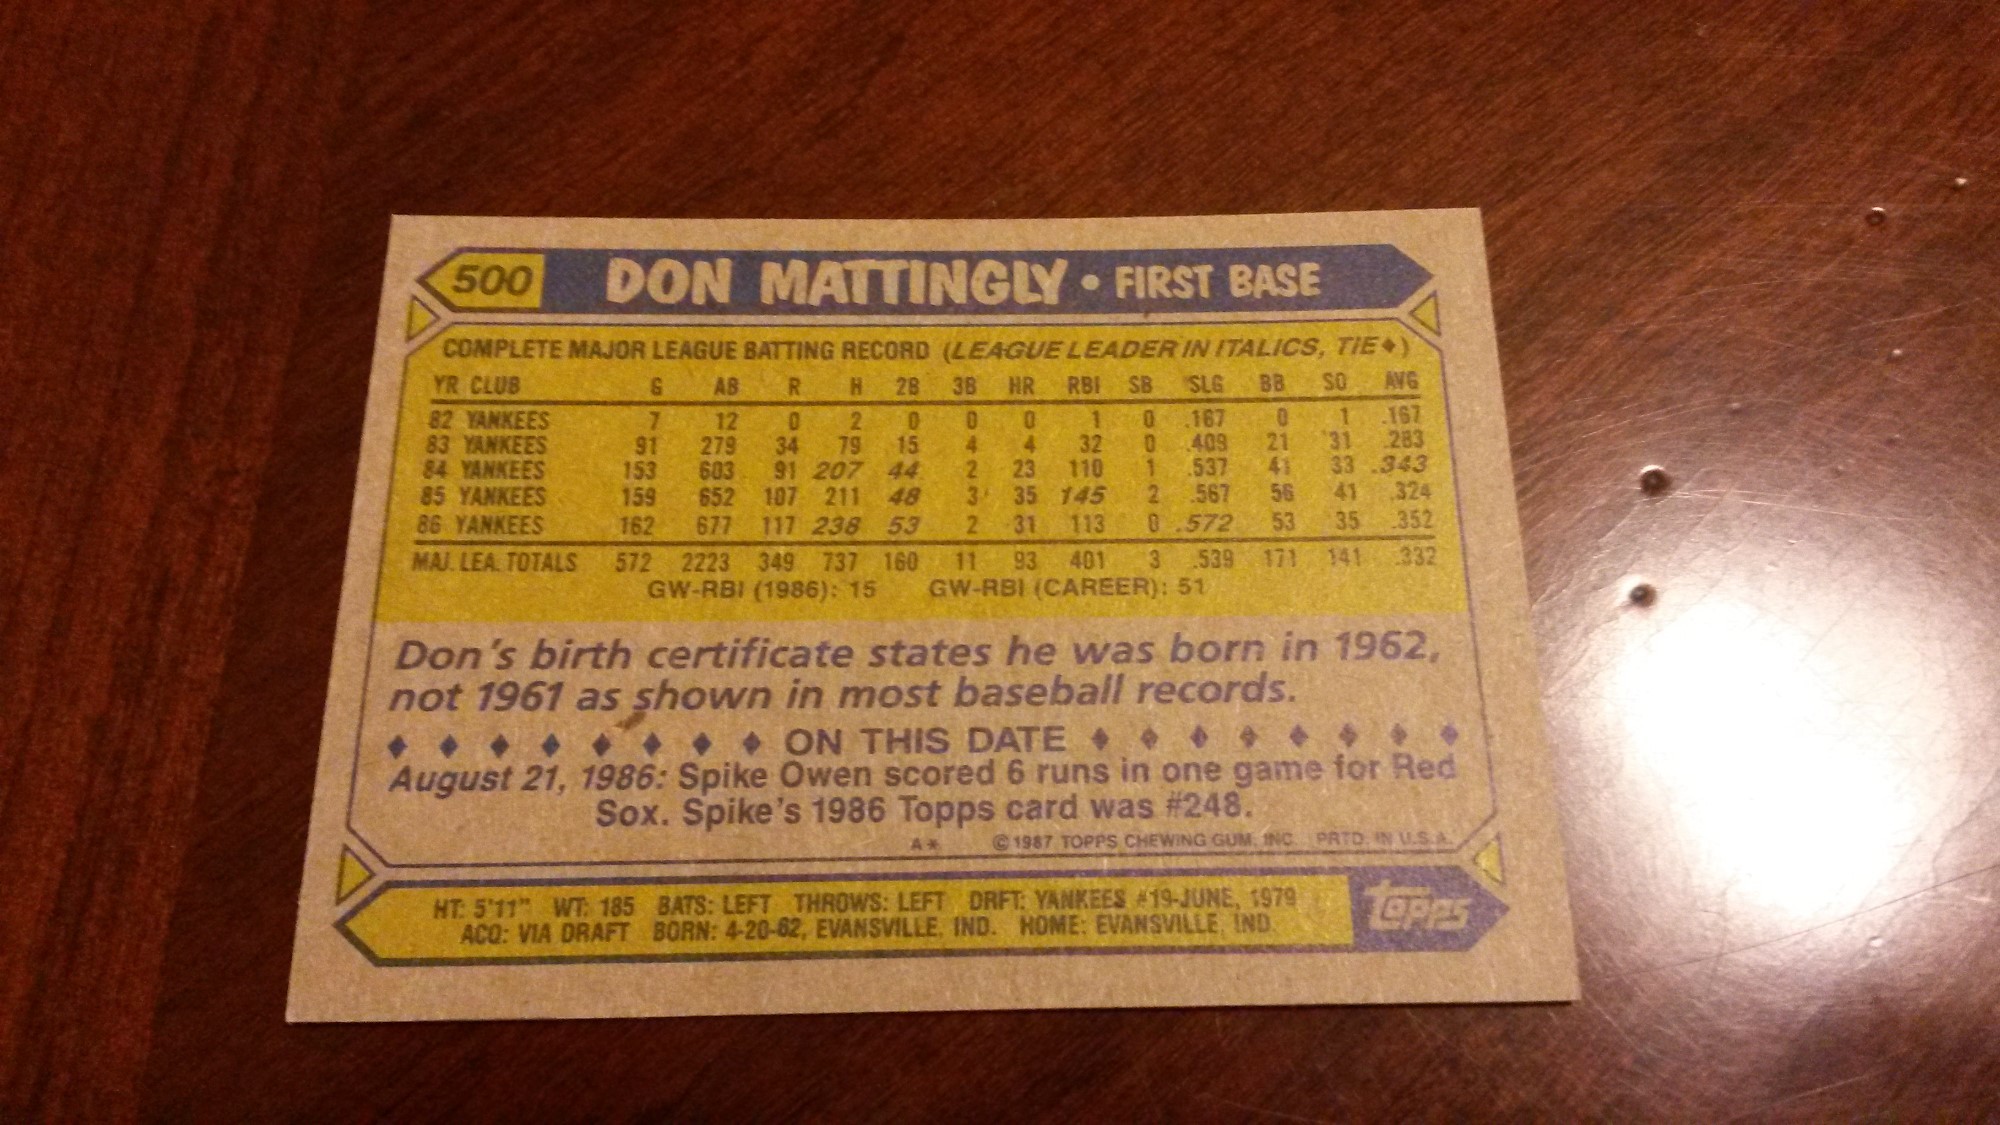 500 DON MATTINGLY • FIRST BASE
COMPLETE MAJOR LEAGUE BATTING RECORD (LEAGUE LEADER IN ITALICS, TIE♦)
YR CLUB G AB R H 2B 3B HR RBI SB SLG BB SO AVG
82 YANKEES 7 12 0 2 0 0 0 1 0 .167 0 1 .167
83 YANKEES 91 279 34 79 15 4 4 32 0 .409 21 31 .283
84 YANKEES 153 603 91 207 44 2 23 110 1 .537 41 33 .343
85 YANKEES 159 652 107 211 48 3 35 145 2 .567 56 41 .324
86 YANKEES 162 677 117 238 53 2 31 113 0 .572 53 35 .352
MAJ. LEA. TOTALS 572 2223 349 737 160 11 93 401 3 .539 171 141 .332
GW-RBI (1986): 15 GW-RBI (CAREER): 51
Don's birth certificate states he was born in 1962,
not 1961 as shown in most baseball records.
♦ ♦ ♦ ♦ ♦ ♦ ♦ ♦ ON THIS DATE ♦ ♦ ♦ ♦ ♦ ♦ ♦ ♦
August 21, 1986: Spike Owen scored 6 runs in one game for Red
Sox. Spike's 1986 Topps card was #248.
A* © 1987 TOPPS CHEWING GUM, INC. PRTD. IN U.S.A.
HT: 5'11" WT: 185 BATS: LEFT THROWS: LEFT DRFT: YANKEES #19-JUNE, 1979
ACQ: VIA DRAFT BORN: 4-20-62, EVANSVILLE, IND. HOME: EVANSVILLE, IND.
Topps